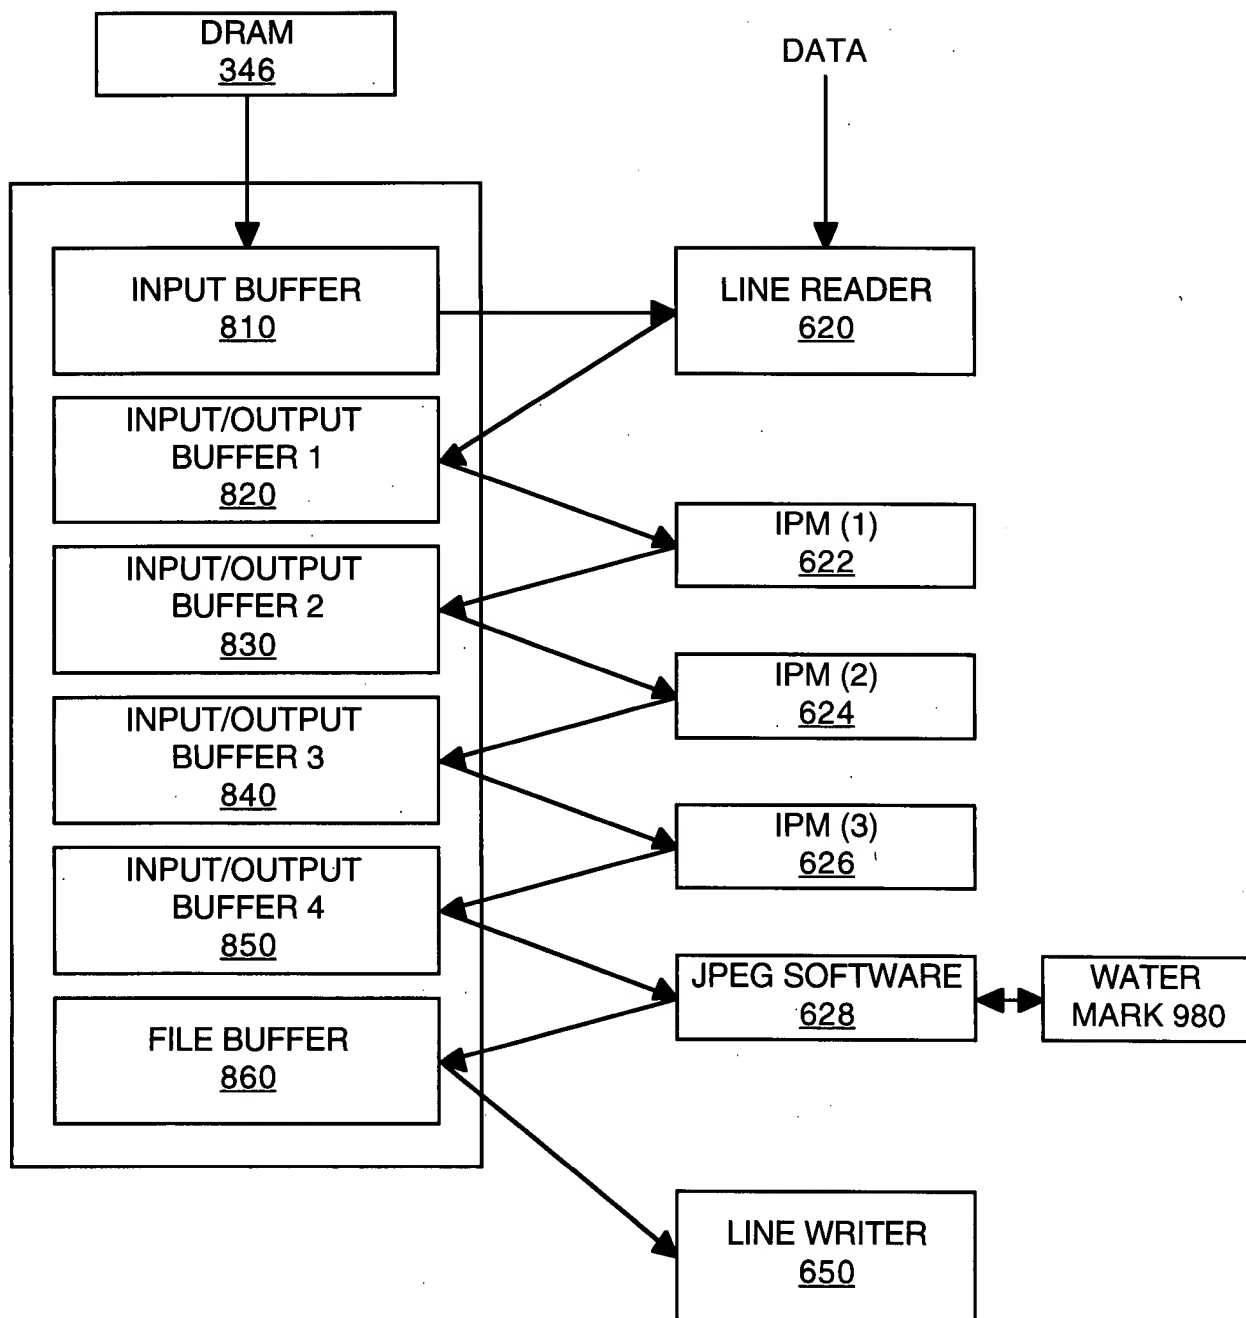 DRAM
346
DATA
INPUT BUFFER
810
LINE READER
620
INPUT/OUTPUT
BUFFER 1
820
IPM (1)
622
INPUT/OUTPUT
BUFFER 2
830
IPM (2)
624
INPUT/OUTPUT
BUFFER 3
840
IPM (3)
626
INPUT/OUTPUT
BUFFER 4
850
JPEG SOFTWARE
628
WATER
MARK 980
FILE BUFFER
860
LINE WRITER
650